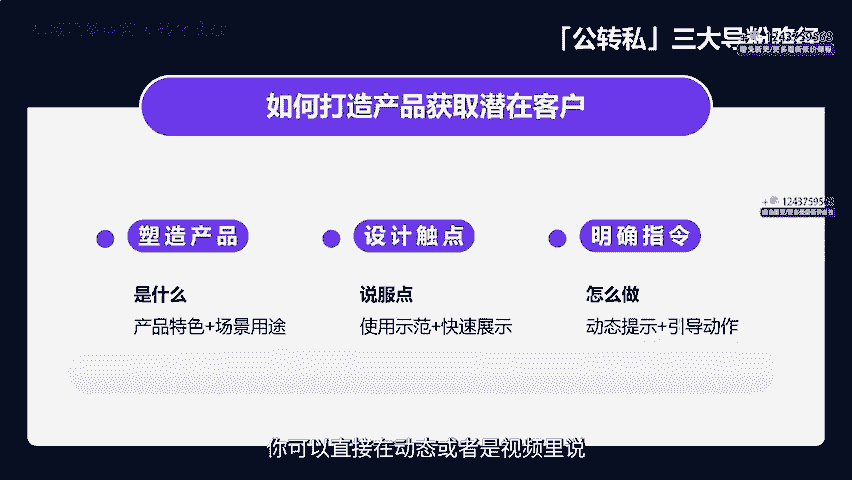 「公转私」三大导粉路径
1243759568
如何打造产品获取潜在客户
1243759568
塑造产品
设计触点
明确指令
是什么
说服点
怎么做
产品特色+场景用途
使用示范+快速展示
动态提示+引导动作
你可以直接在动态或者是视频里说